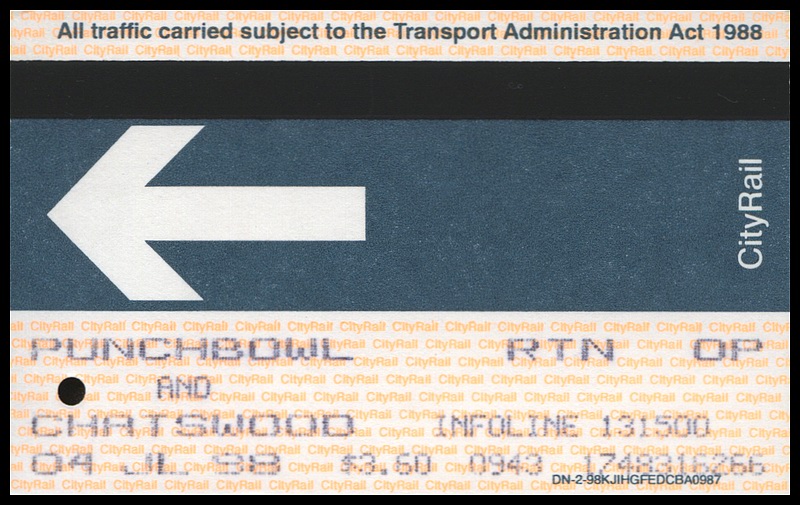 All traffic carried subject to the Transport Administration Act 1988
CityRail
PUNCHBOWL RTN OP
AND
CHATSWOOD INFOLINE 131500
04 JL 98 $3.60 0943
DN-2-98KJIHGFEDCBA0987